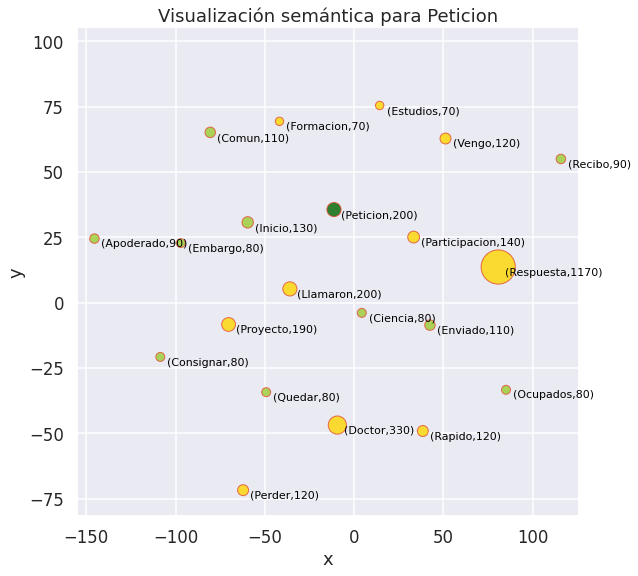 Visualización semántica para Peticion
100
75
50
25
0
−25
−50
−75
y
(Estudios,70)
(Formacion,70)
(Comun,110)
(Vengo,120)
(Recibo,90)
(Peticion,200)
(Inicio,130)
(Participacion,140)
(Apoderado,90)
(Embargo,80)
(Respuesta,1170)
(Llamaron,200)
(Ciencia,80)
(Proyecto,190)
(Enviado,110)
(Consignar,80)
(Quedar,80)
(Ocupados,80)
(Doctor,330)
(Rapido,120)
(Perder,120)
−150 −100 −50 0 50 100
x